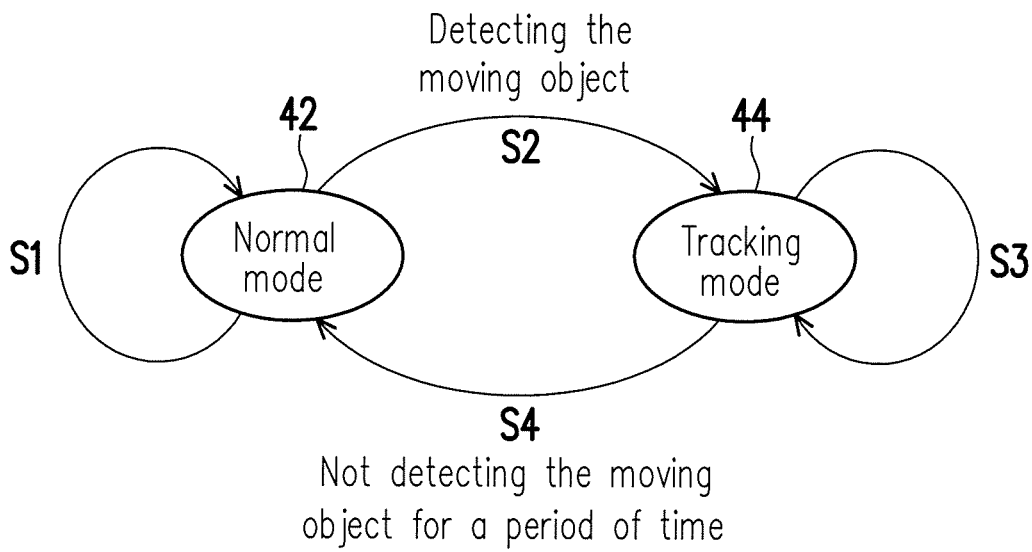 Detecting the
moving object
42
44
S2
Normal
mode
Tracking
mode
S1
S3
S4
Not detecting the moving
object for a period of time